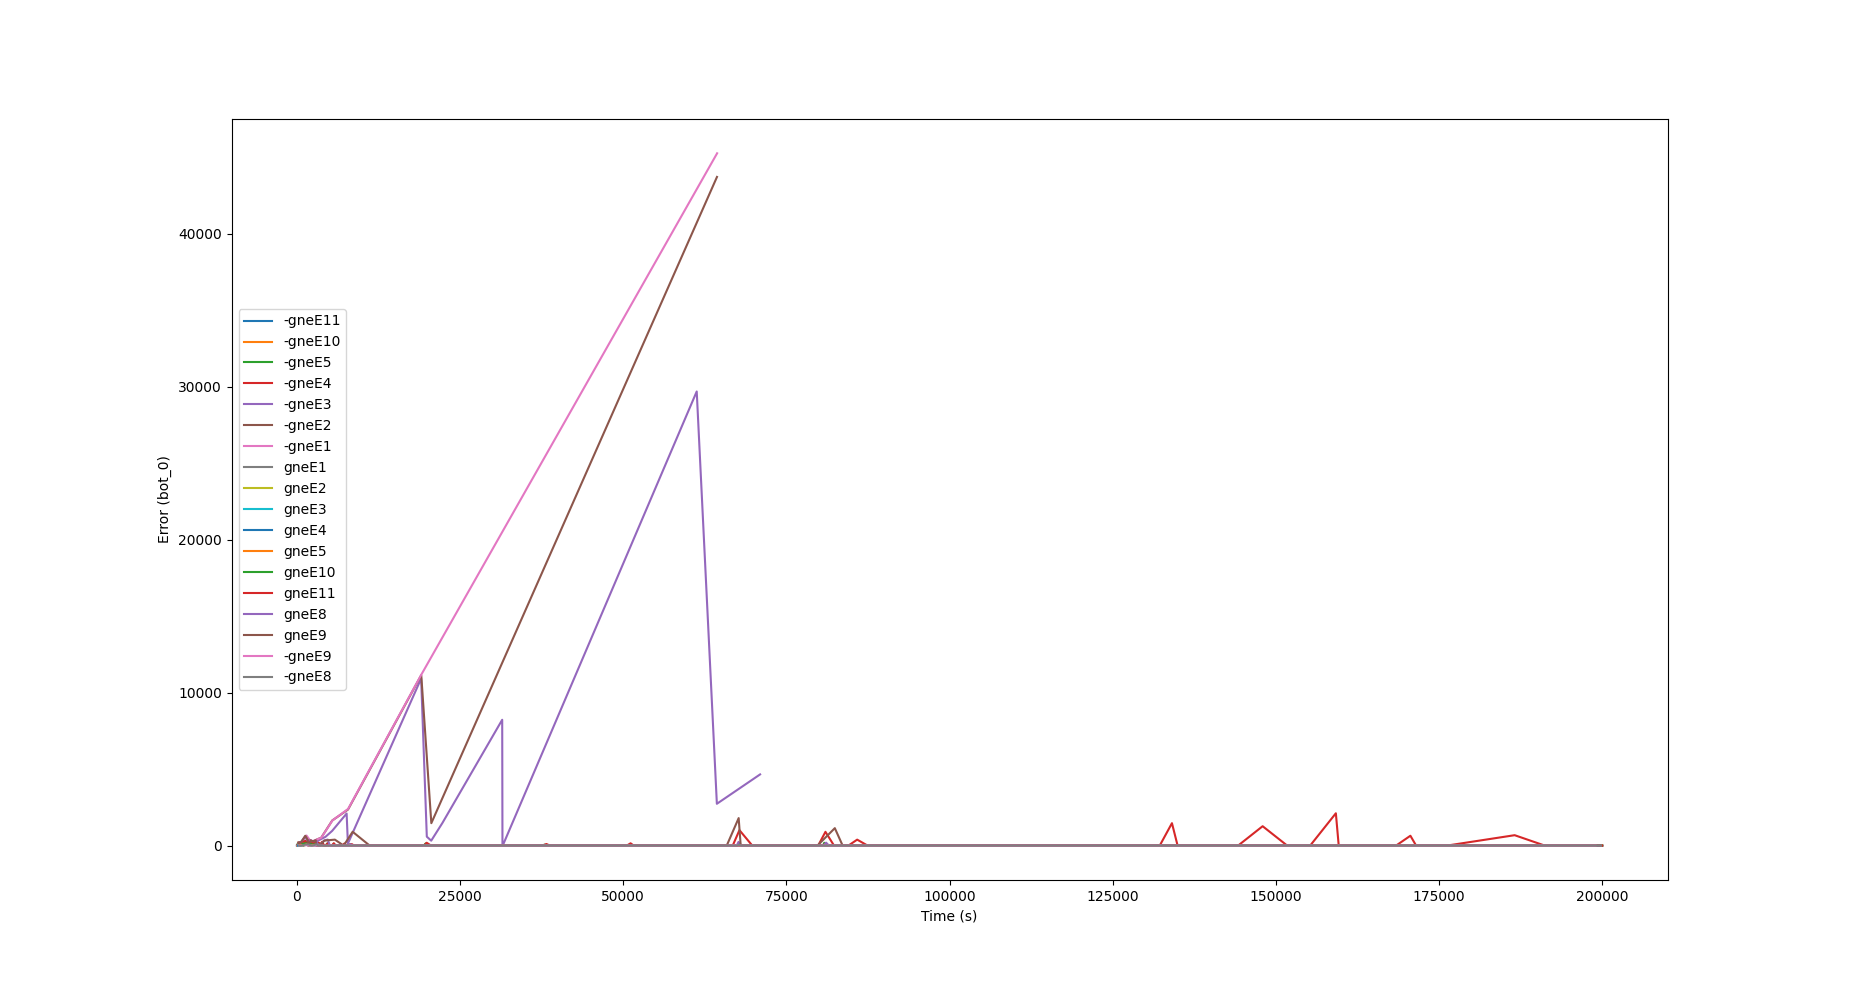 40000
30000
20000
10000
0
Error (bot_0)
-gneE11
-gneE10
-gneE5
-gneE4
-gneE3
-gneE2
-gneE1
gneE1
gneE2
gneE3
gneE4
gneE5
gneE10
gneE11
gneE8
gneE9
-gneE9
-gneE8
0 25000 50000 75000 100000 125000 150000 175000 200000
Time (s)